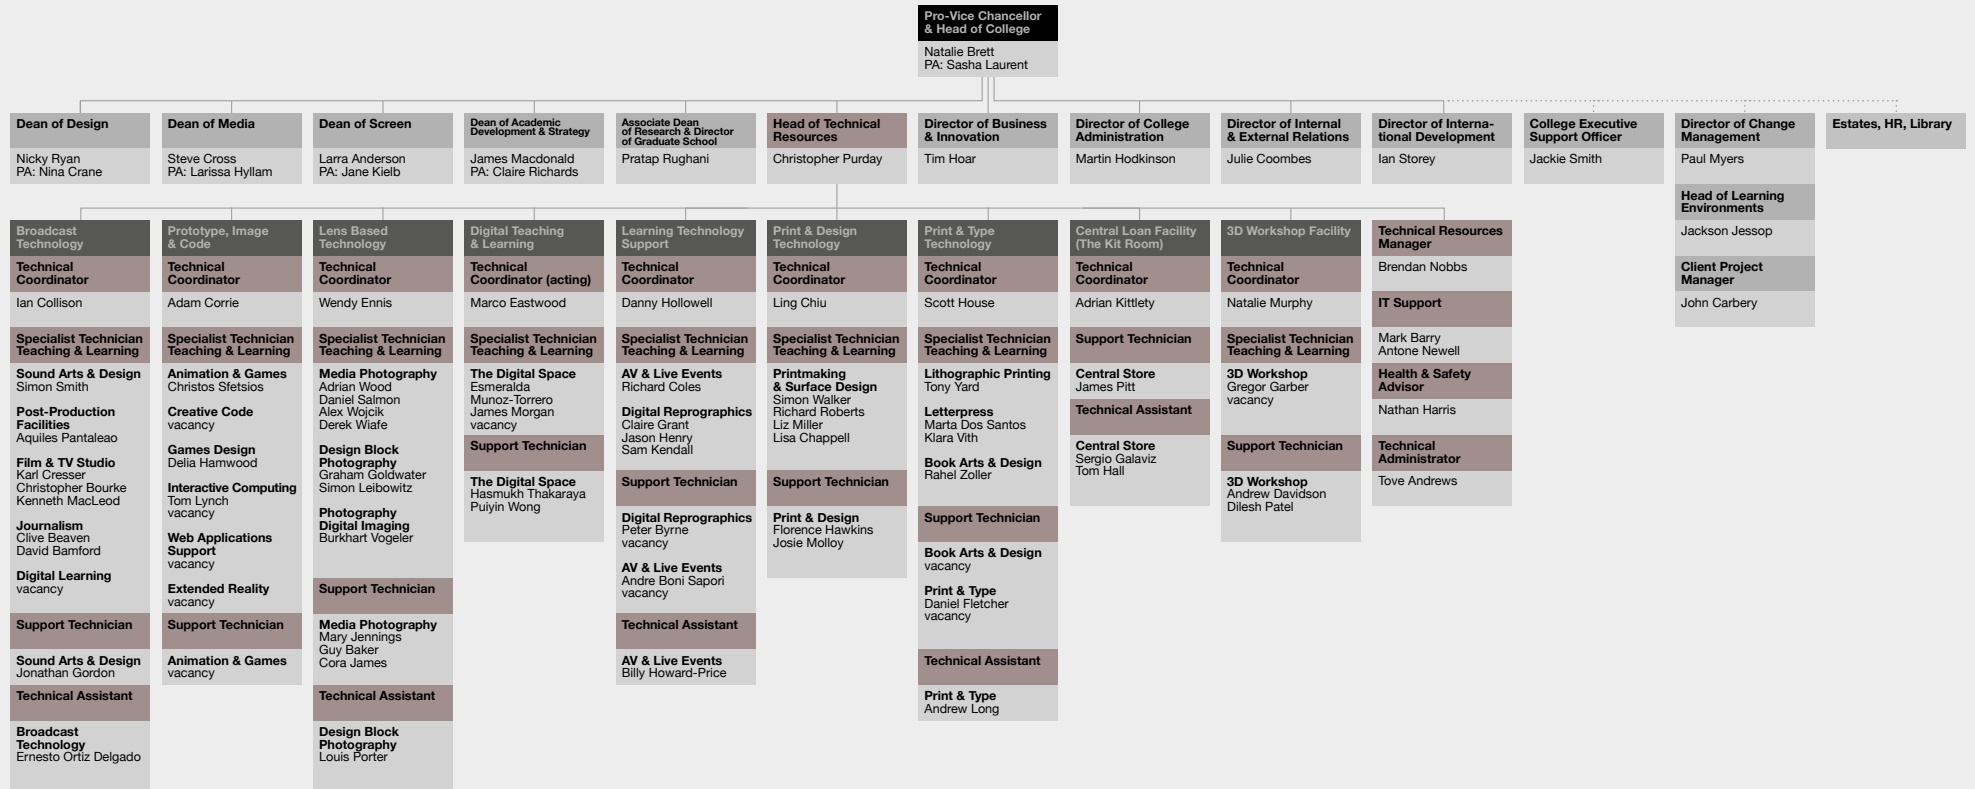 Pro-Vice Chancellor
& Head of College
Natalie Brett
PA: Sasha Laurent
Dean of Design
Nicky Ryan
PA: Nina Crane
Dean of Media
Steve Cross
PA: Larissa Hyllam
Dean of Screen
Larra Anderson
PA: Jane Kielb
Dean of Academic
Development & Strategy
James Macdonald
PA: Claire Richards
Associate Dean
of Research & Director
of Graduate School
Pratap Rughani
Head of Technical
Resources
Christopher Purday
Director of Business
& Innovation
Tim Hoar
Director of College
Administration
Martin Hodkinson
Director of Internal
& External Relations
Julie Coombes
Director of Interna-
tional Development
Ian Storey
College Executive
Support Officer
Jackie Smith
Director of Change
Management
Paul Myers
Head of Learning
Environments
Jackson Jessop
Client Project
Manager
John Carbery
Estates, HR, Library
Broadcast
Technology
Technical
Coordinator
Ian Collison
Specialist Technician
Teaching & Learning
Sound Arts & Design
Simon Smith
Post-Production
Facilities
Aquiles Pantaleao
Film & TV Studio
Karl Cresser
Christopher Bourke
Kenneth MacLeod
Journalism
Clive Beaven
David Bamford
Digital Learning
vacancy
Support Technician
Sound Arts & Design
Jonathan Gordon
Technical Assistant
Broadcast
Technology
Ernesto Ortiz Delgado
Prototype, Image
& Code
Technical
Coordinator
Adam Corrie
Specialist Technician
Teaching & Learning
Animation & Games
Christos Sfetsios
Creative Code
vacancy
Games Design
Delia Hamwood
Interactive Computing
Tom Lynch
vacancy
Web Applications
Support
vacancy
Extended Reality
vacancy
Support Technician
Animation & Games
vacancy
Lens Based
Technology
Technical
Coordinator
Wendy Ennis
Specialist Technician
Teaching & Learning
Media Photography
Adrian Wood
Daniel Salmon
Alex Wojcik
Derek Wiafe
Design Block
Photography
Graham Goldwater
Simon Leibowitz
Photography
Digital Imaging
Burkhart Vogeler
Support Technician
Media Photography
Mary Jennings
Guy Baker
Cora James
Technical Assistant
Design Block
Photography
Louis Porter
Digital Teaching
& Learning
Technical
Coordinator (acting)
Marco Eastwood
Specialist Technician
Teaching & Learning
The Digital Space
Esmeralda
Munoz-Torrero
James Morgan
vacancy
Support Technician
The Digital Space
Hasmukh Thakaraya
Puiyin Wong
Learning Technology
Support
Technical
Coordinator
Danny Hollowell
Specialist Technician
Teaching & Learning
AV & Live Events
Richard Coles
Digital Reprographics
Claire Grant
Jason Henry
Sam Kendall
Support Technician
Digital Reprographics
Peter Byrne
vacancy
AV & Live Events
Andre Boni Sapori
vacancy
Technical Assistant
AV & Live Events
Billy Howard-Price
Print & Design
Technology
Technical
Coordinator
Ling Chiu
Specialist Technician
Teaching & Learning
Printmaking
& Surface Design
Simon Walker
Richard Roberts
Liz Miller
Lisa Chappell
Support Technician
Print & Design
Florence Hawkins
Josie Molloy
Print & Type
Technology
Technical
Coordinator
Scott House
Specialist Technician
Teaching & Learning
Lithographic Printing
Tony Yard
Letterpress
Marta Dos Santos
Klara Vith
Book Arts & Design
Rahel Zoller
Support Technician
Book Arts & Design
vacancy
Print & Type
Daniel Fletcher
vacancy
Technical Assistant
Print & Type
Andrew Long
Central Loan Facility
(The Kit Room)
Technical
Coordinator
Adrian Kittlety
Support Technician
Central Store
James Pitt
Technical Assistant
Central Store
Sergio Galaviz
Tom Hall
3D Workshop Facility
Technical
Coordinator
Natalie Murphy
Specialist Technician
Teaching & Learning
3D Workshop
Gregor Garber
vacancy
Support Technician
3D Workshop
Andrew Davidson
Dilesh Patel
Technical Resources
Manager
Brendan Nobbs
IT Support
Mark Barry
Antone Newell
Health & Safety
Advisor
Nathan Harris
Technical
Administrator
Tove Andrews